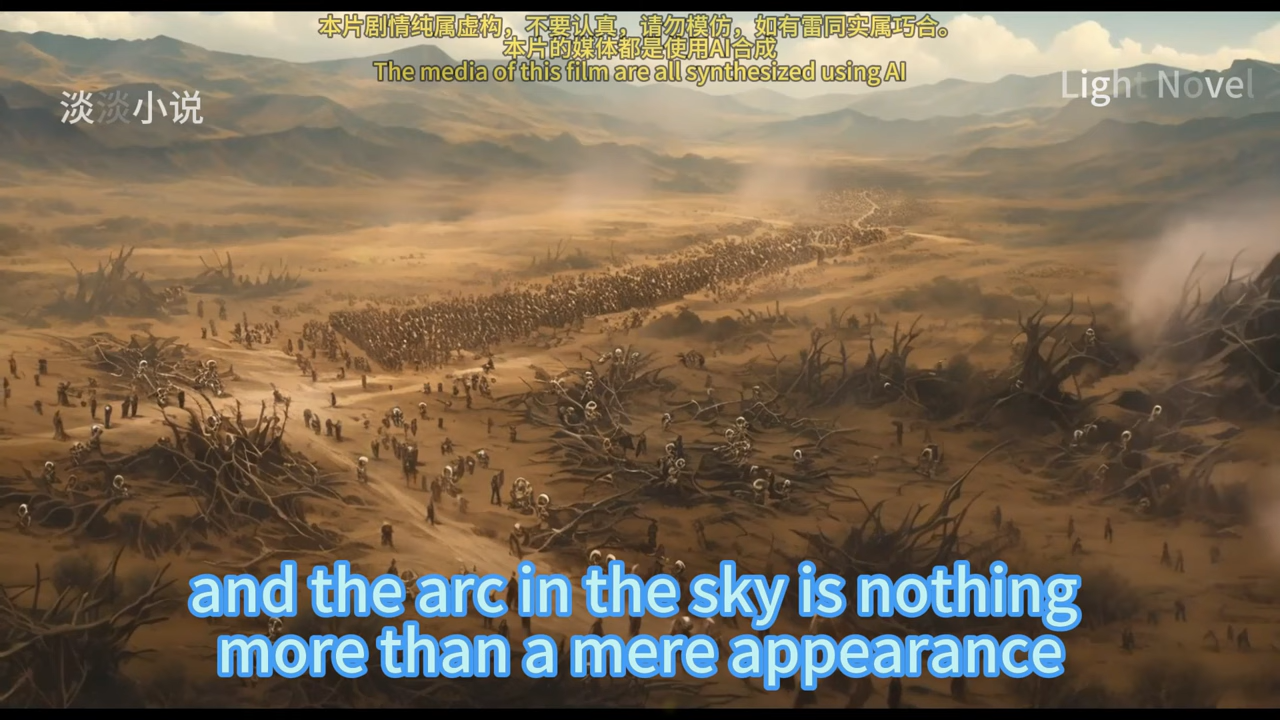 本片剧情纯属虚构，不要认真，请勿模仿，如有雷同实属巧合。
本片的媒体都是使用AI合成
The media of this film are all synthesized using AI
淡淡小说
Light Novel
and the arc in the sky is nothing
more than a mere appearance